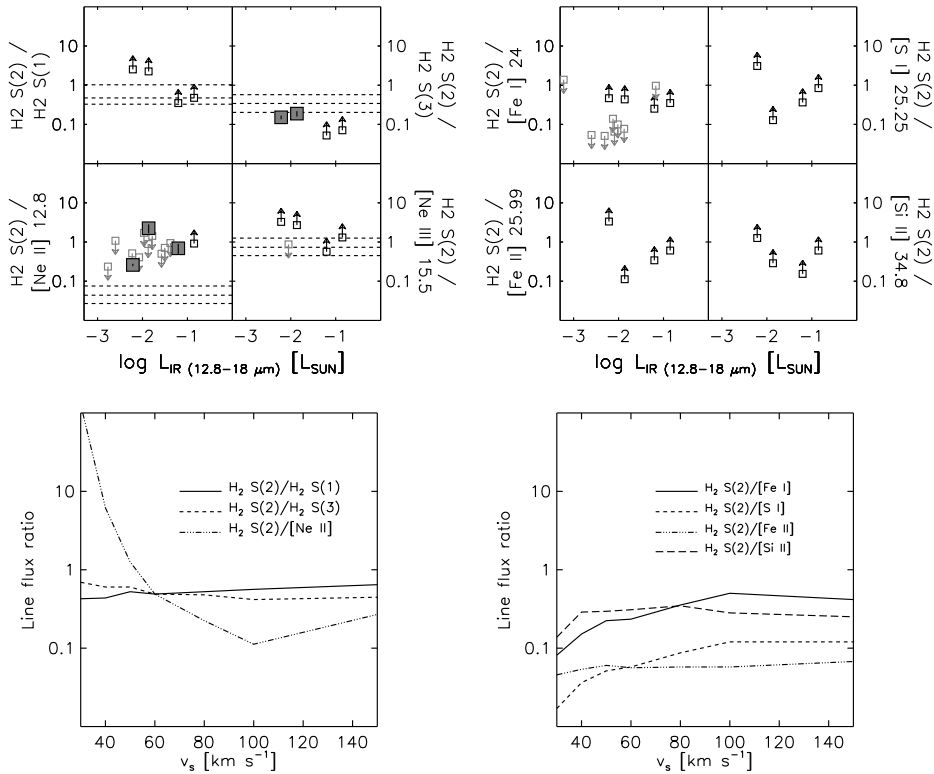 H2 S(2) /
H2 S(1)
10
1
0.1
H2 S(2) /
H2 S(3)
10
1
0.1
H2 S(2) /
[Ne II] 12.8
10
1
0.1
H2 S(2) /
[Ne III] 15.5
10
1
0.1
−3 −2 −1 −3 −2 −1
log L_IR (12.8−18 μm) [L_SUN]
H2 S(2) /
[Fe I] 24
10
1
0.1
H2 S(2) /
[S I] 25.25
10
1
0.1
H2 S(2) /
[Fe II] 25.99
10
1
0.1
H2 S(2) /
[Si II] 34.8
10
1
0.1
−3 −2 −1 −3 −2 −1
log L_IR (12.8−18 μm) [L_SUN]
Line flux ratio
10
1
0.1
H₂ S(2)/H₂ S(1)
H₂ S(2)/H₂ S(3)
H₂ S(2)/[Ne II]
40 60 80 100 120 140
v_s [km s⁻¹]
Line flux ratio
10
1
0.1
H₂ S(2)/[Fe I]
H₂ S(2)/[S I]
H₂ S(2)/[Fe II]
H₂ S(2)/[Si II]
40 60 80 100 120 140
v_s [km s⁻¹]